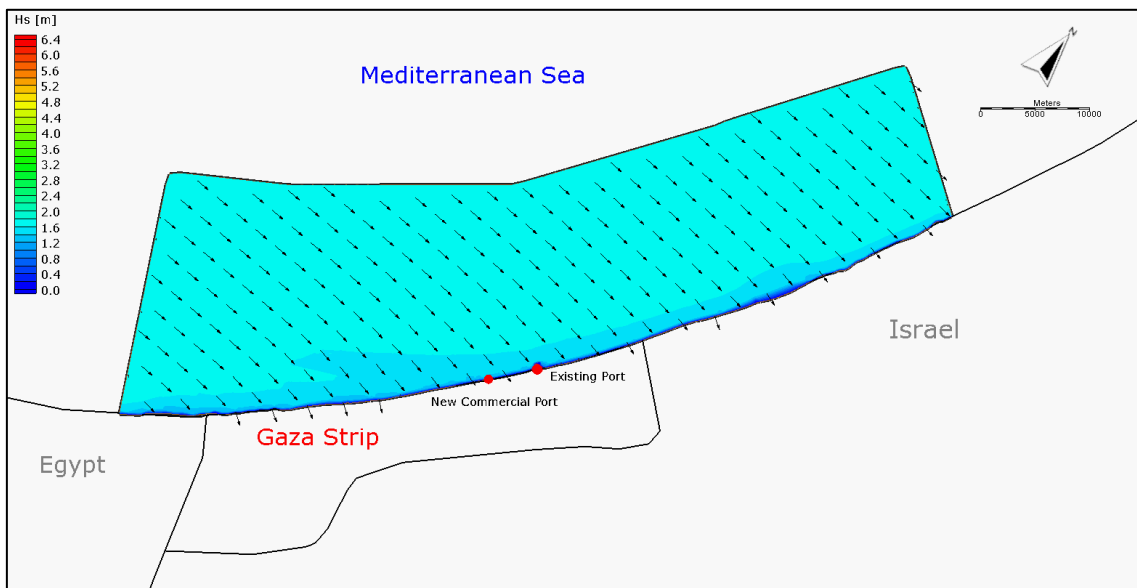 Hs [m]
6.4
6.0
5.6
5.2
4.8
4.4
4.0
3.6
3.2
2.8
2.4
2.0
1.6
1.2
0.8
0.4
0.0
Mediterranean Sea
N
Meters
0 5000 10000
Israel
Existing Port
New Commercial Port
Gaza Strip
Egypt